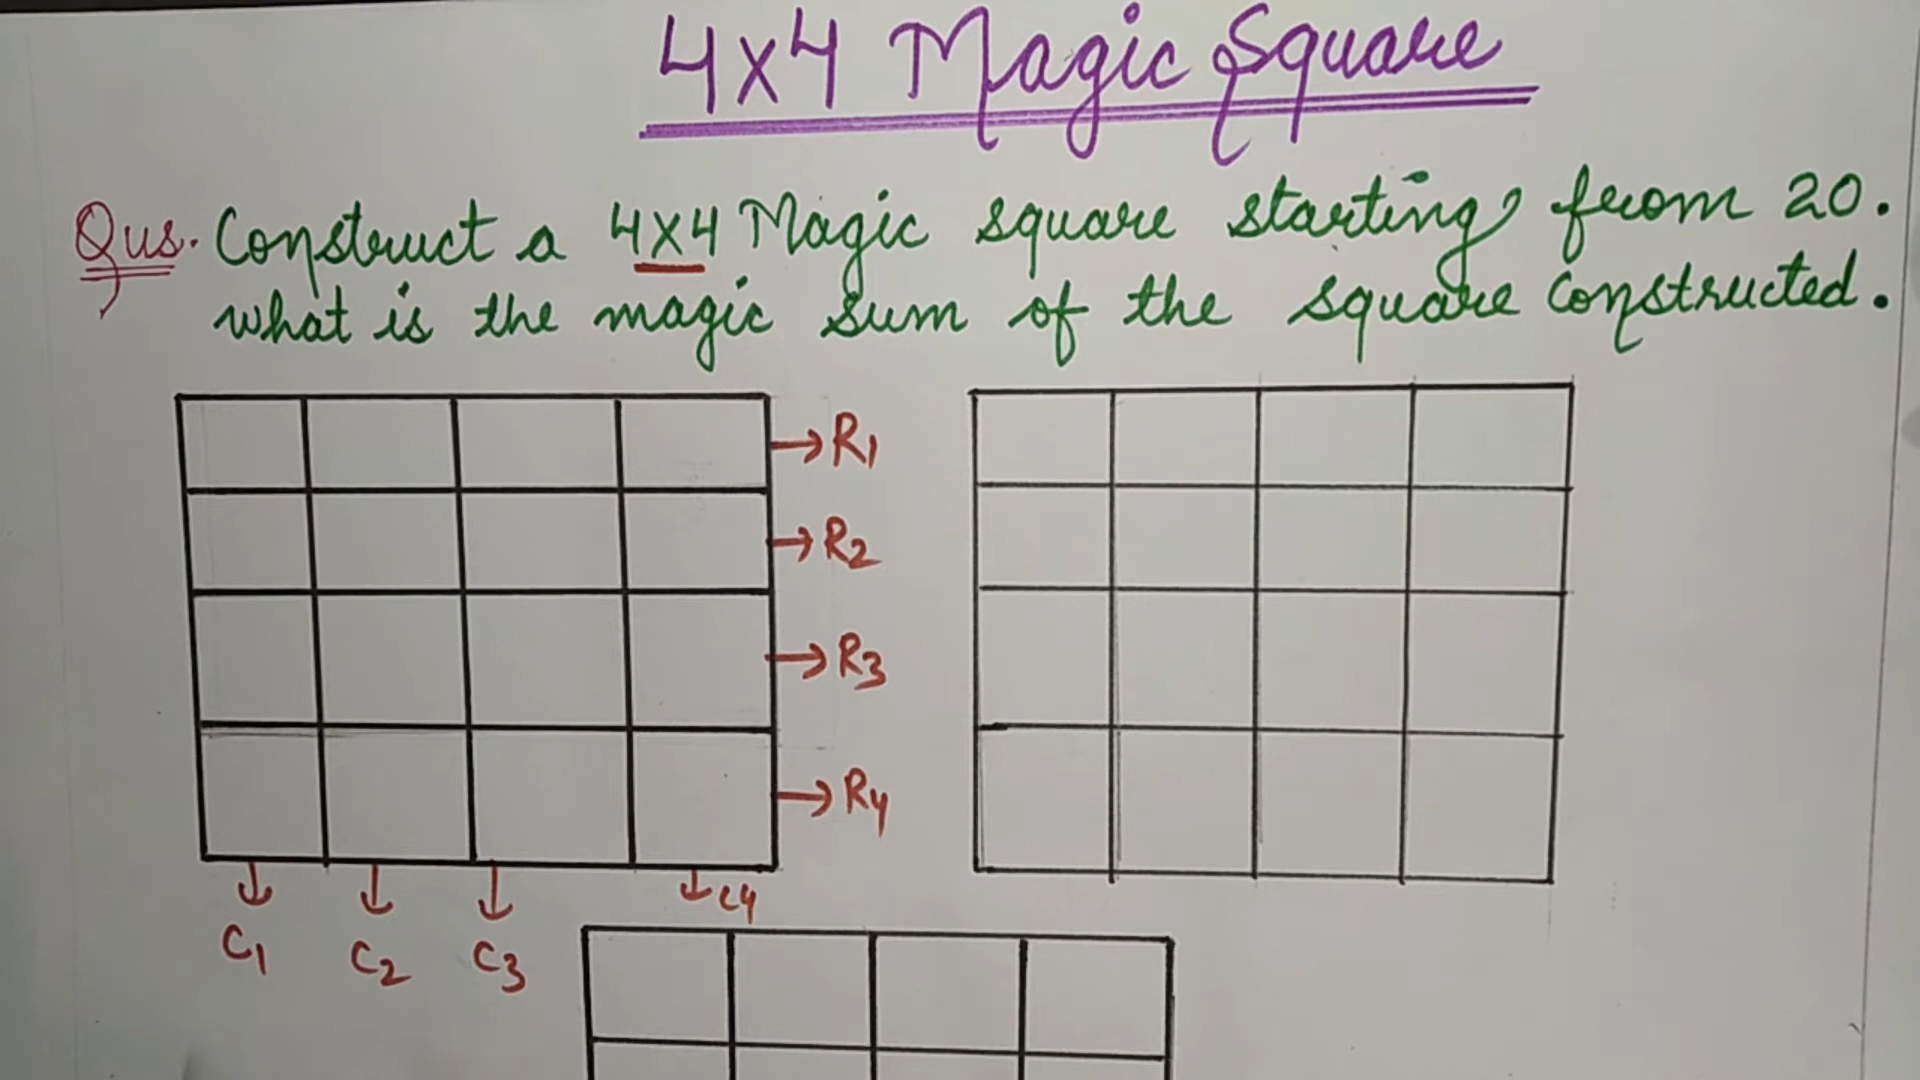 4x4 Magic Square
Qus. Construct a 4x4 Magic square starting from 20.
what is the magic sum of the square constructed.
→R1
→R2
→R3
→R4
↓ ↓ ↓ ↓C4
C1 C2 C3